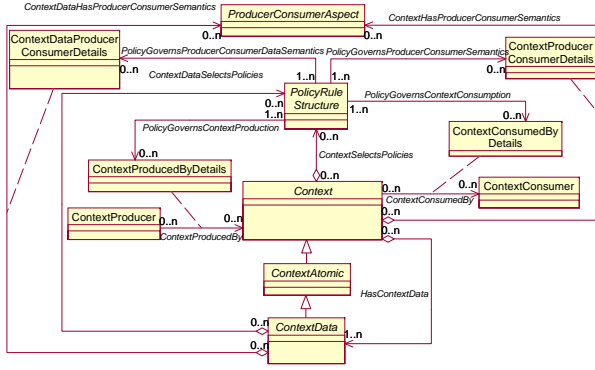 ContextDataHasProducerConsumerSemantics
ProducerConsumerAspect
ContextHasProducerConsumerSemantics
0..n
0..n
ContextDataProducer
ConsumerDetails
ContextProducer
ConsumerDetails
PolicyGovernsProducerConsumerDataSemantics
PolicyGovernsProducerConsumerSemantics
0..n
1..n
1..n
0..n
ContextDataSelectsPolicies
PolicyRule
Structure
PolicyGovernsContextConsumption
0..n
1..n
1..n
0..n
PolicyGovernsContextProduction
ContextConsumedBy
Details
0..n
ContextSelectsPolicies
0..n
ContextProducedByDetails
0..n
Context
0..n
0..n
ContextConsumer
ContextConsumedBy
ContextProducer
0..n
0..n
0..n
ContextProducedBy
0..n
ContextAtomic
HasContextData
0..n
ContextData
1..n
0..n